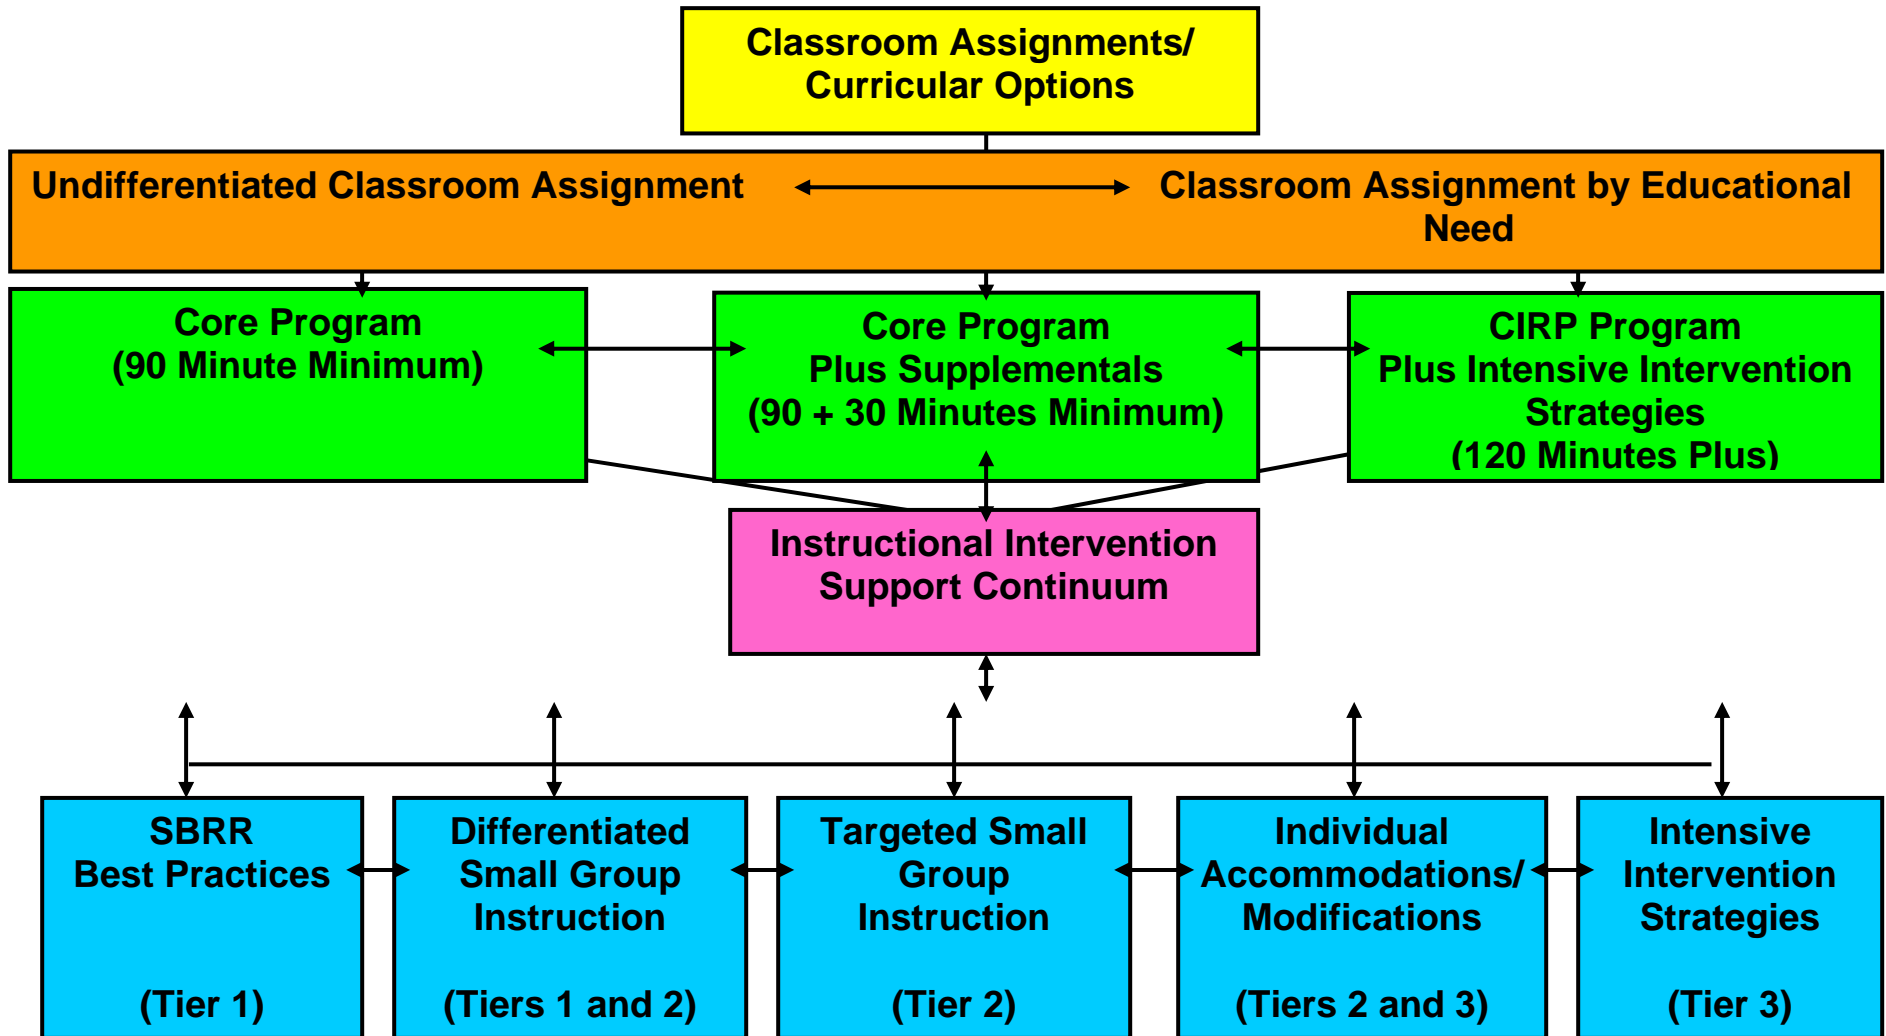 Classroom Assignments/
Curricular Options
Undifferentiated Classroom Assignment
Classroom Assignment by Educational
Need
Core Program
(90 Minute Minimum)
Core Program
Plus Supplementals
(90 + 30 Minutes Minimum)
CIRP Program
Plus Intensive Intervention
Strategies
(120 Minutes Plus)
Instructional Intervention
Support Continuum
SBRR
Best Practices
(Tier 1)
Differentiated
Small Group
Instruction
(Tiers 1 and 2)
Targeted Small
Group
Instruction
(Tier 2)
Individual
Accommodations/
Modifications
(Tiers 2 and 3)
Intensive
Intervention
Strategies
(Tier 3)